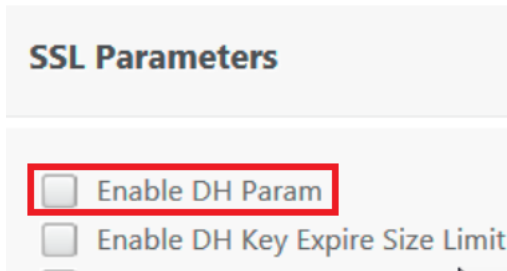 SSL Parameters
Enable DH Param
Enable DH Key Expire Size Limit